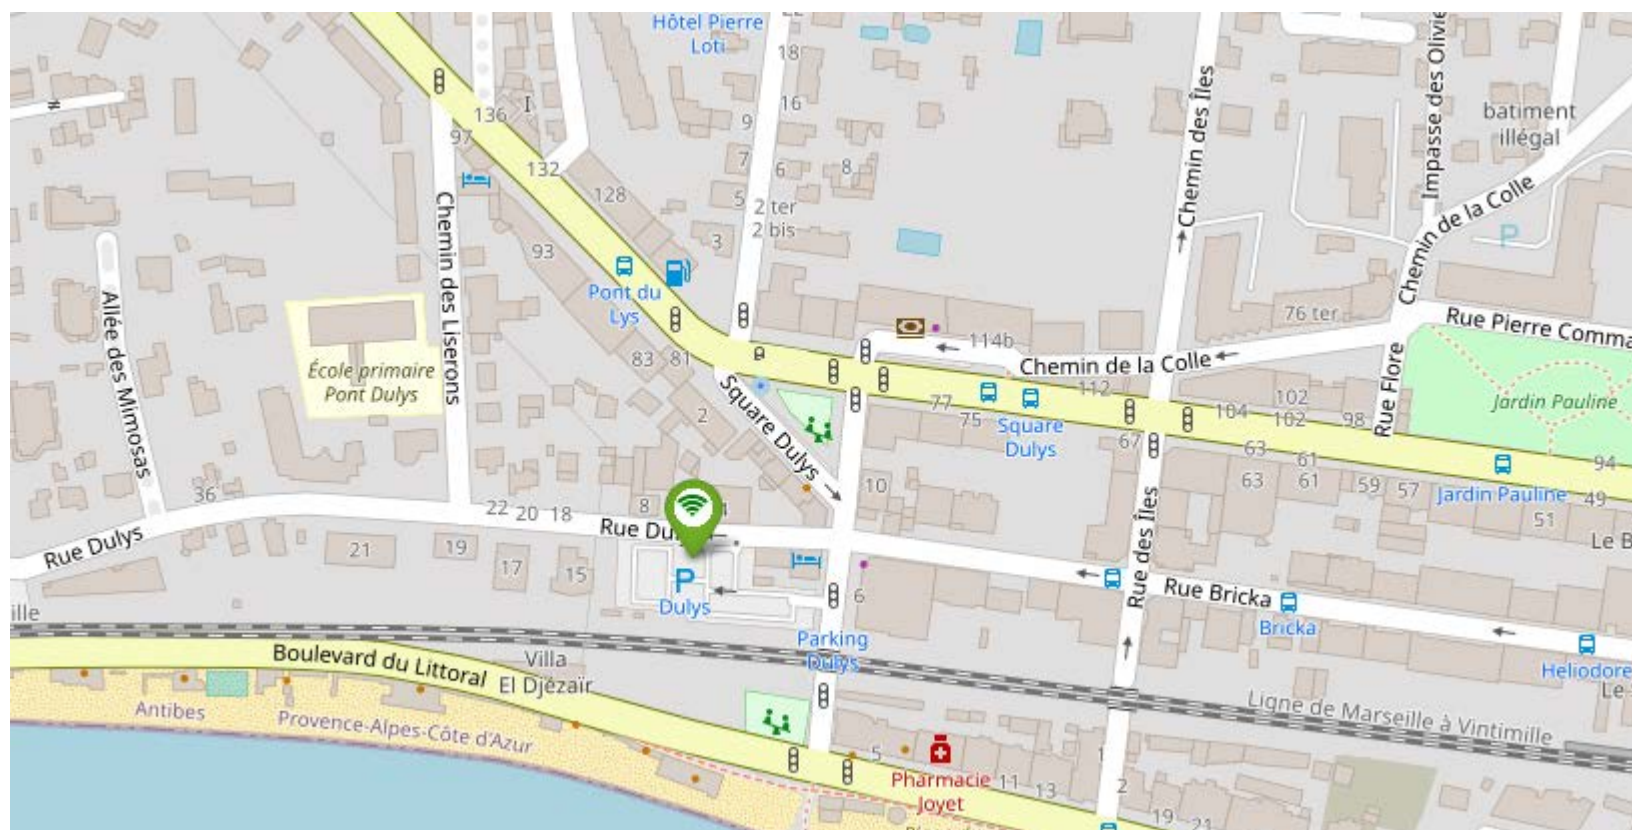 Hôtel Pierre
Loti
18
16
9
7
6
8
5
2 ter
2 bis
3
136
97
132
128
93
I
batiment
illégal
Impasse des Olivie
Chemin des Îles
Chemin de la Colle
P
Pont du
Lys
Chemin des Liserons
Allée des Mimosas
École primaire
Pont Dulys
83
81
2
Square Dulys
114b
Chemin de la Colle
76 ter
Rue Pierre Comma
Rue Flore
Jardin Pauline
112
77
75
Square
Dulys
104
102
102
98
67
63
61
63
61
59
57
94
49
51
Jardin Pauline
Le B
36
22
20
18
8
4
10
Rue Dulys
Rue Du
21
19
17
15
P
Dulys
6
Parking
Dulys
Rue des Îles
Rue Bricka
Bricka
Heliodore
Le
ille
Boulevard du Littoral
Villa
El Djézaïr
Ligne de Marseille à Vintimille
Antibes
Provence-Alpes-Côte d'Azur
5
Pharmacie
Joyet
11
13
1
2
19
21